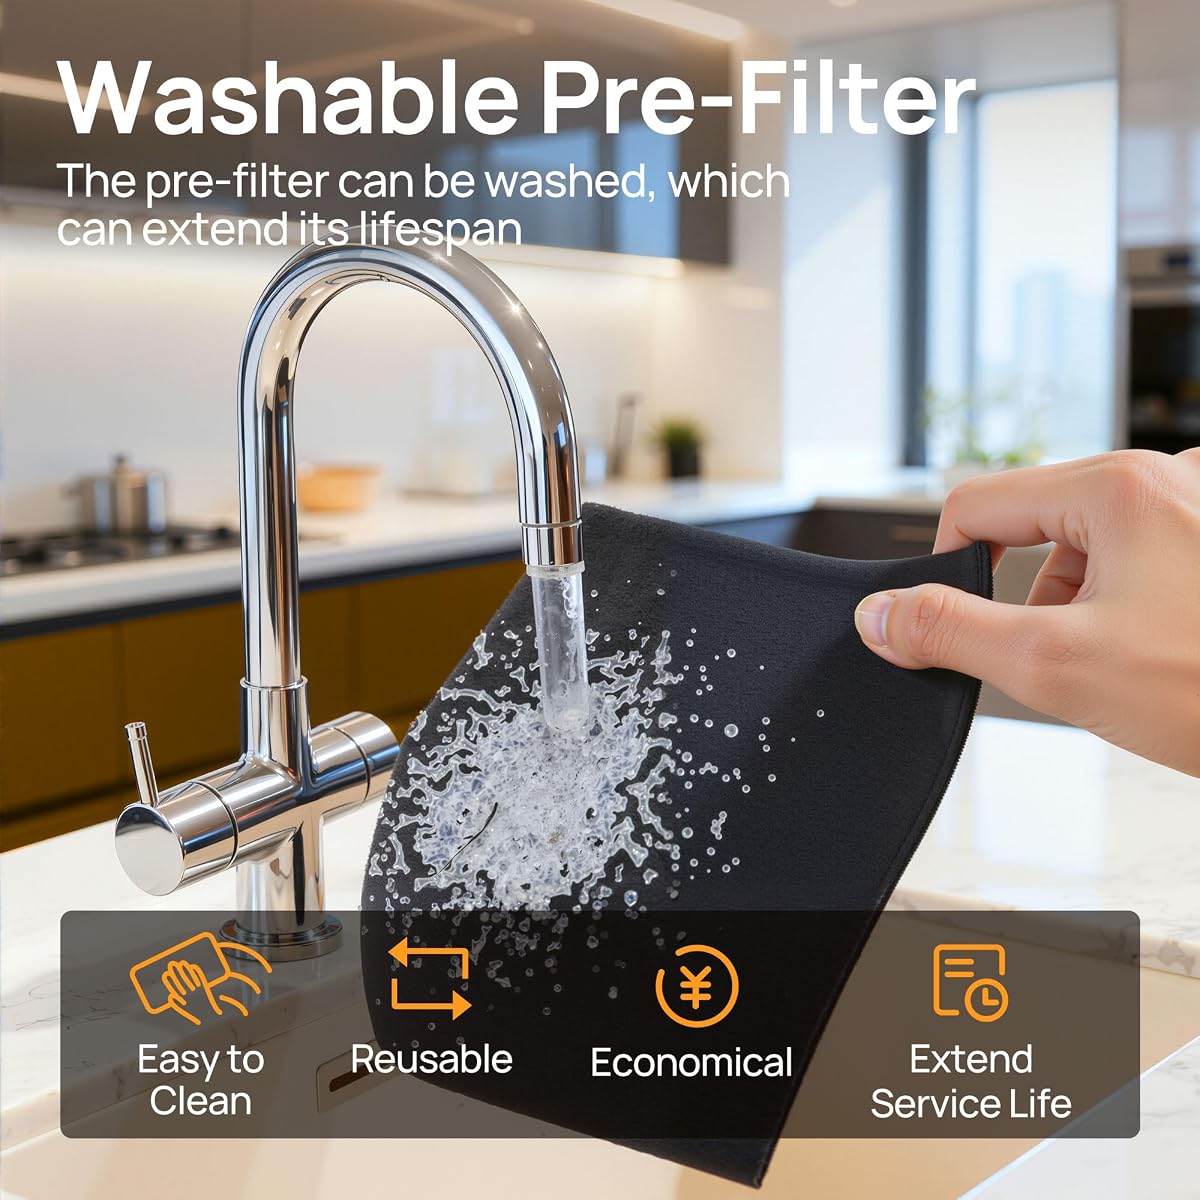 Washable Pre-Filter
The pre-filter can be washed, which
can extend its lifespan
¥
Easy to
Clean
Reusable
Economical
Extend
Service Life